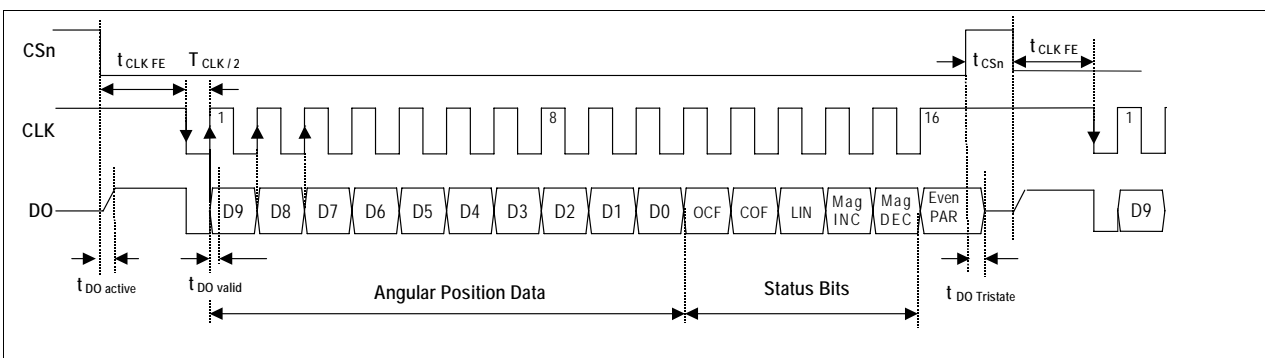 CSn
t CLK FE
T CLK / 2
t CSn
t CLK FE
CLK
1
8
16
1
DO
D9
D8
D7
D6
D5
D4
D3
D2
D1
D0
OCF
COF
LIN
Mag
INC
Mag
DEC
Even
PAR
D9
t DO active
t DO valid
Angular Position Data
Status Bits
t DO Tristate